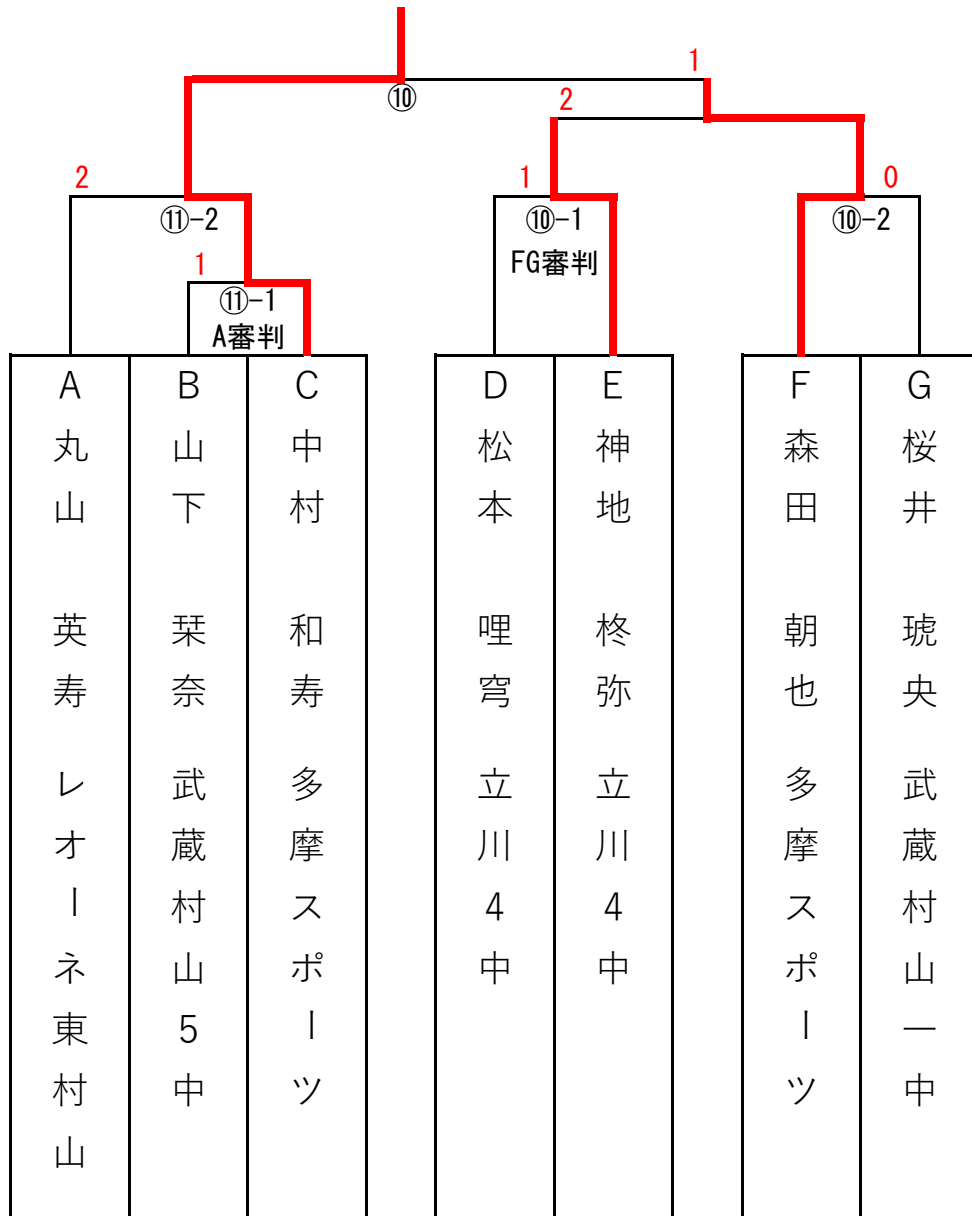 1
⑩
2
2
1
0
⑪-2
⑩-1
⑩-2
FG審判
1
⑪-1
A審判
A 丸山 英寿 レオーネ東村山
B 山下 栞奈 武蔵村山5中
C 中村 和寿 多摩スポーツ
D 松本 哩穹 立川4中
E 神地 柊弥 立川4中
F 森田 朝也 多摩スポーツ
G 桜井 琥央 武蔵村山一中